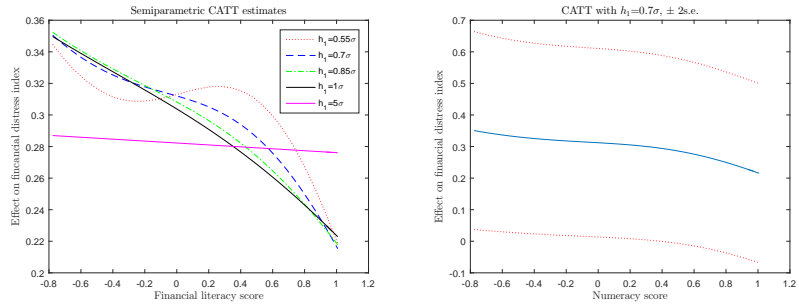 Semiparametric CATT estimates
0.36
0.34
0.32
0.3
0.28
0.26
0.24
0.22
0.2
Effect on fincancial distress index
h₁=0.55σ
h₁=0.7σ
h₁=0.85σ
h₁=1σ
h₁=5σ
-0.8 -0.6 -0.4 -0.2 0 0.2 0.4 0.6 0.8 1 1.2
Financial literacy score
CATT with h₁=0.7σ, ± 2s.e.
0.7
0.6
0.5
0.4
0.3
0.2
0.1
0
-0.1
Effect on financial distress index
-0.8 -0.6 -0.4 -0.2 0 0.2 0.4 0.6 0.8 1 1.2
Numeracy score